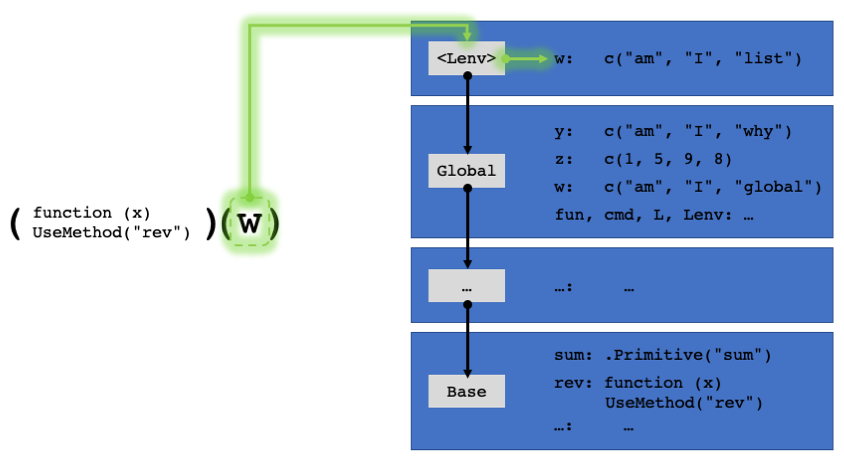 <Lenv> w: c("am", "I", "list")
y: c("am", "I", "why")
z: c(1, 5, 9, 8)
Global
w: c("am", "I", "global")
fun, cmd, L, Lenv: …
( function (x)
UseMethod("rev") )(w)
… …: …
sum: .Primitive("sum")
rev: function (x)
Base
UseMethod("rev")
…: …